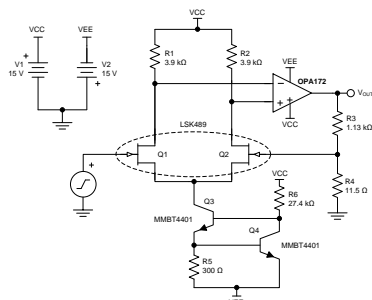 VCC
VCC
VEE
V1
15 V
+
V2
15 V
+
R1
3.9 kΩ
R2
3.9 kΩ
VEE
OPA172
–
+
+
VCC
VOUT
R3
1.13 kΩ
LSK489
Q1
Q2
+
VCC
R6
27.4 kΩ
R4
11.5 Ω
Q3
MMBT4401
Q4
MMBT4401
R5
300 Ω